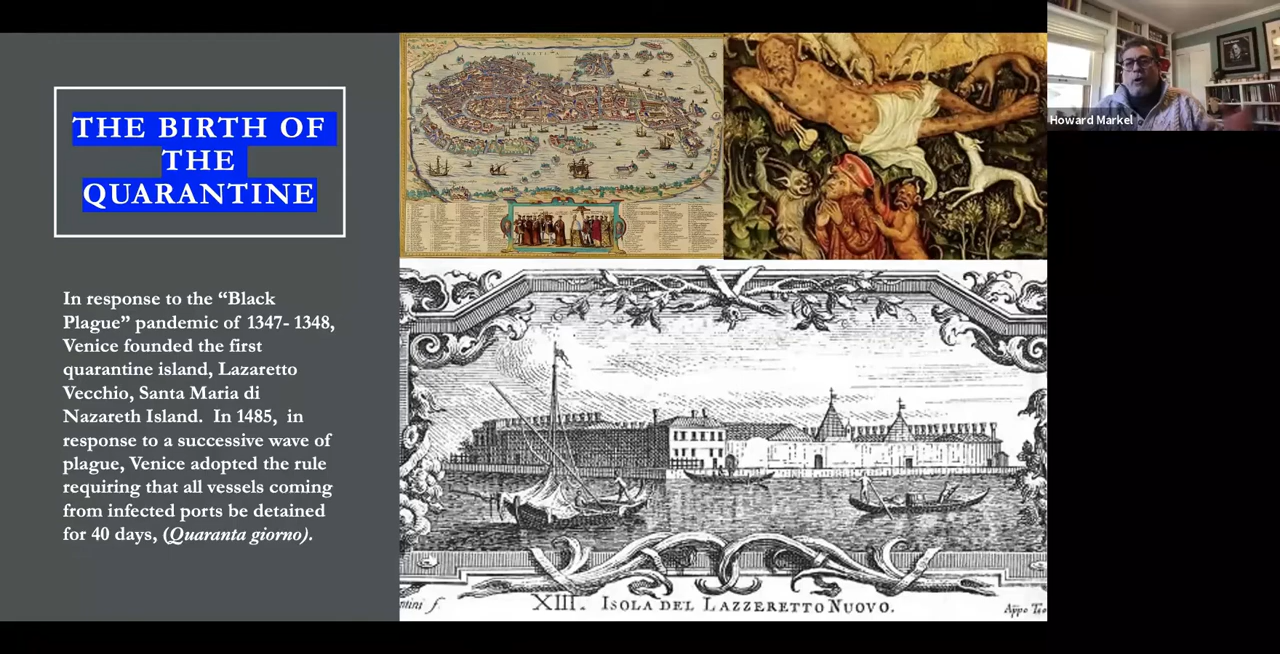 THE BIRTH OF
THE
QUARANTINE
In response to the “Black
Plague” pandemic of 1347- 1348,
Venice founded the first
quarantine island, Lazaretto
Vecchio, Santa Maria di
Nazareth Island. In 1485, in
response to a successive wave of
plague, Venice adopted the rule
requiring that all vessels coming
from infected ports be detained
for 40 days, (Quaranta giorno).
XIII. ISOLA DEL LAZZERETTO NUOVO.
Howard Markel